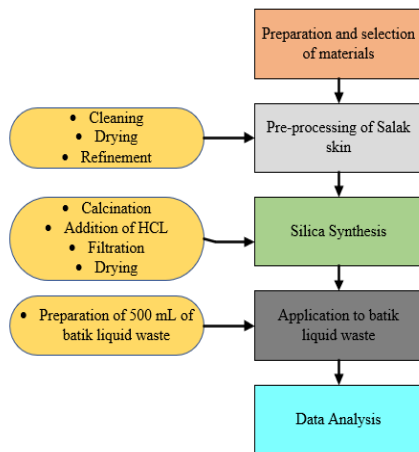 Preparation and selection
of materials
• Cleaning
• Drying
• Refinement
Pre-processing of Salak
skin
• Calcination
• Addition of HCL
• Filtration
• Drying
Silica Synthesis
• Preparation of 500 mL of
batik liquid waste
Application to batik
liquid waste
Data Analysis